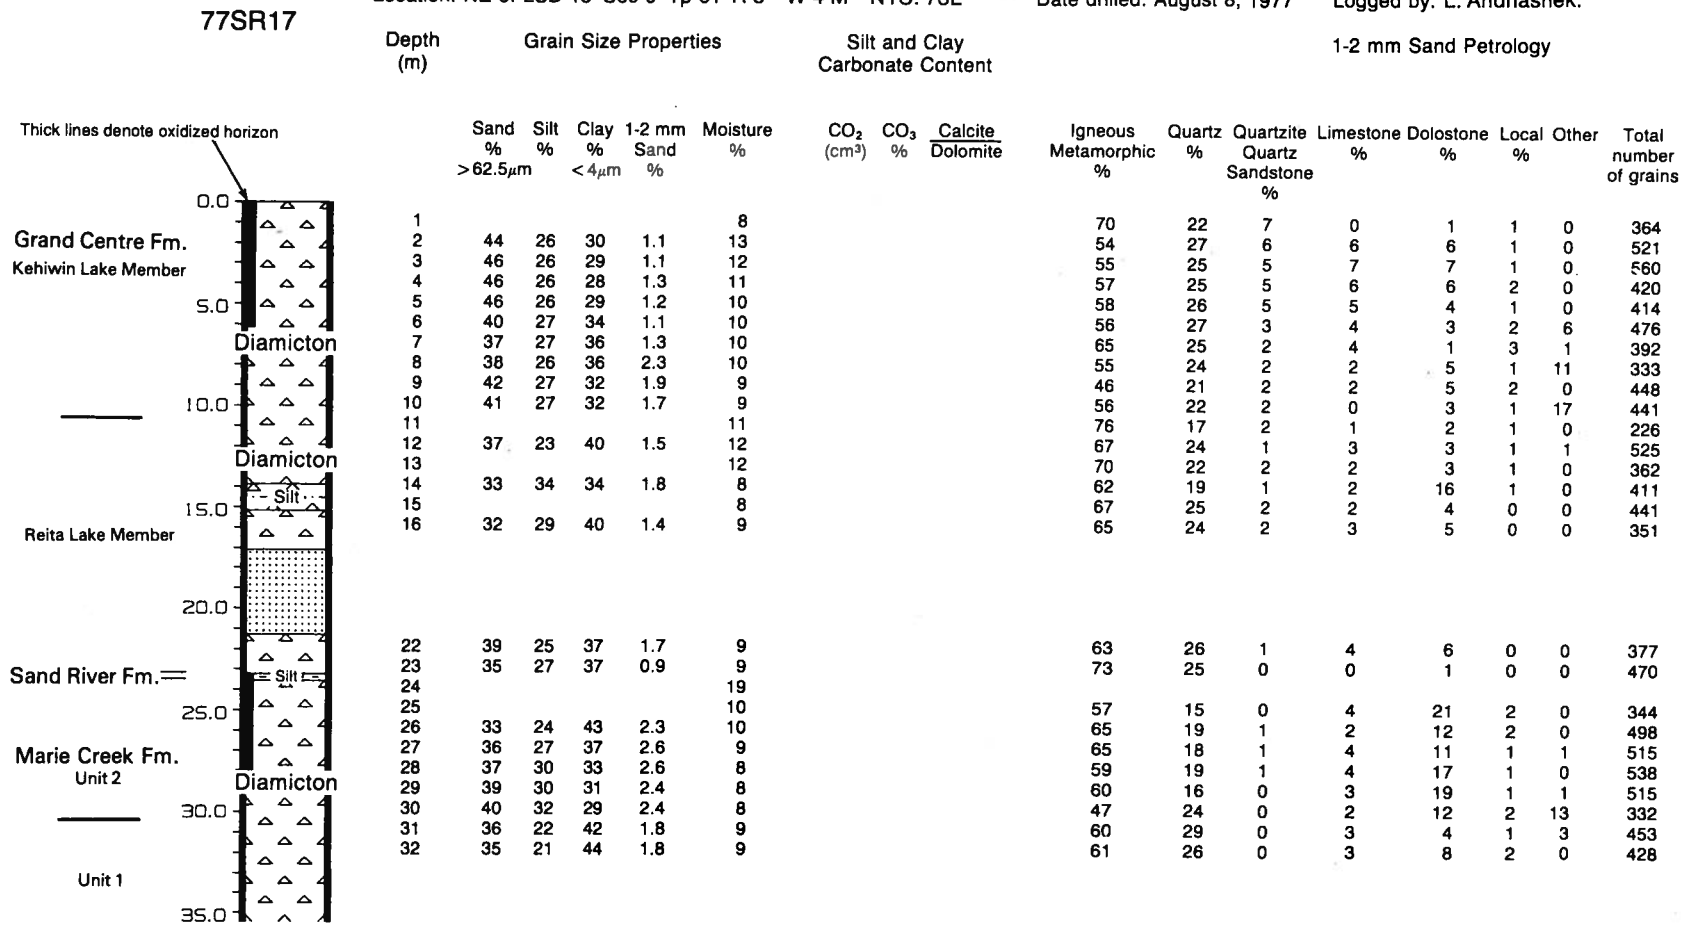 77SR17
Date drilled: August 8, 1977 Logged by: L. Andriashek.
Depth (m) Grain Size Properties Silt and Clay Carbonate Content 1-2 mm Sand Petrology
Thick lines denote oxidized horizon
Sand % >62.5μm Silt % Clay % <4μm 1-2 mm Sand % Moisture %
CO₂ (cm³) CO₃ % Calcite Dolomite
Igneous Metamorphic % Quartz % Quartzite Quartz Sandstone % Limestone % Dolostone % Local % Other Total number of grains
0.0
Grand Centre Fm.
Kehiwin Lake Member
5.0
Diamicton
10.0
Diamicton
Silt
15.0
Reita Lake Member
20.0
Sand River Fm.
Silt
25.0
Marie Creek Fm.
Unit 2
Diamicton
30.0
Unit 1
35.0
1 8 70 22 7 0 1 1 0 364
2 44 26 30 1.1 13 54 27 6 6 6 1 0 521
3 46 26 29 1.1 12 55 25 5 7 7 1 0 560
4 46 26 28 1.3 11 57 25 5 6 6 2 0 420
5 46 26 29 1.2 10 58 26 5 5 4 1 0 414
6 40 27 34 1.1 10 56 27 3 4 3 2 6 476
7 37 27 36 1.3 10 65 25 2 4 1 3 1 392
8 38 26 36 2.3 10 55 24 2 2 5 1 11 333
9 42 27 32 1.9 9 46 21 2 2 5 2 0 448
10 41 27 32 1.7 9 56 22 2 0 3 1 17 441
11 11 76 17 2 1 2 1 0 226
12 37 23 40 1.5 12 67 24 1 3 3 1 1 525
13 12 70 22 2 2 3 1 0 362
14 33 34 34 1.8 8 62 19 1 2 16 1 0 411
15 8 67 25 2 2 4 0 0 441
16 32 29 40 1.4 9 65 24 2 3 5 0 0 351
22 39 25 37 1.7 9 63 26 1 4 6 0 0 377
23 35 27 37 0.9 9 73 25 0 0 1 0 0 470
24 19
25 10 57 15 0 4 21 2 0 344
26 33 24 43 2.3 10 65 19 1 2 12 2 0 498
27 36 27 37 2.6 9 65 18 1 4 11 1 1 515
28 37 30 33 2.6 8 59 19 1 4 17 1 0 538
29 39 30 31 2.4 8 60 16 0 3 19 1 1 515
30 40 32 29 2.4 8 47 24 0 2 12 2 13 332
31 36 22 42 1.8 9 60 29 0 3 4 1 3 453
32 35 21 44 1.8 9 61 26 0 3 8 2 0 428